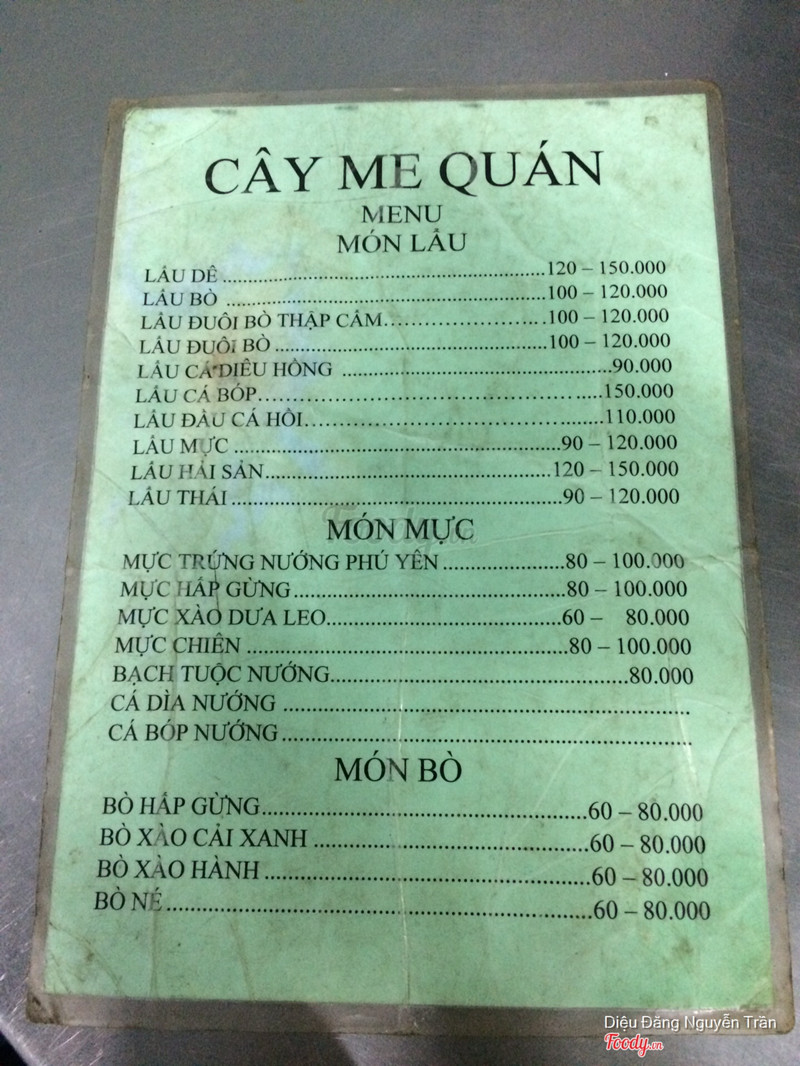 CÂY ME QUÁN
MENU
MÓN LẨU
LẨU DÊ ........................................................ 120 – 150.000
LẨU BÒ ........................................................ 100 – 120.000
LẨU ĐUÔI BÒ THẬP CẨM........................... 100 – 120.000
LẨU ĐUÔI BÒ ................................................ 100 – 120.000
LẨU CÁ DIÊU HỒNG ................................................ 90.000
LẨU CÁ BÓP................................................ 150.000
LẨU ĐẦU CÁ HỒI................................................ 110.000
LẨU MỰC ........................................................ 90 – 120.000
LẨU HẢI SẢN................................................ 120 – 150.000
LẨU THÁI ........................................................ 90 – 120.000
MÓN MỰC
MỰC TRỨNG NƯỚNG PHÚ YÊN ...................... 80 – 100.000
MỰC HẤP GỪNG................................................ 80 – 100.000
MỰC XÀO DƯA LEO......................................... 60 – 80.000
MỰC CHIÊN ................................................ 80 – 100.000
BẠCH TUỘC NƯỚNG................................................ 80.000
CÁ DÌA NƯỚNG ................................................................
CÁ BÓP NƯỚNG ................................................................
MÓN BÒ
BÒ HẤP GỪNG................................................ 60 – 80.000
BÒ XÀO CẢI XANH ......................................... 60 – 80.000
BÒ XÀO HÀNH ................................................ 60 – 80.000
BÒ NÉ ........................................................ 60 – 80.000
Diệu Đăng Nguyễn Trần
Foody.vn